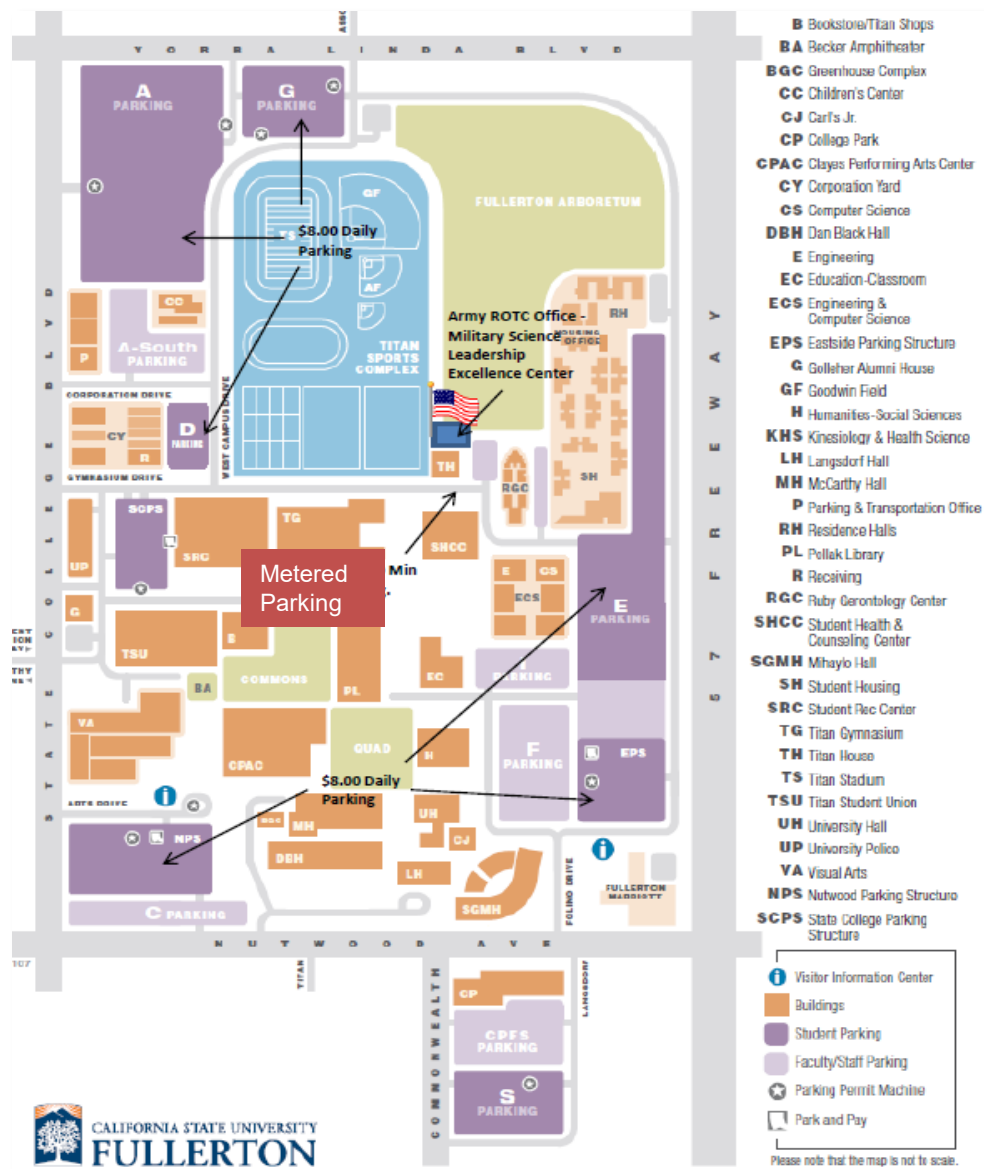 YORBA LINDA BLVD
ASSO
A
PARKING
G
PARKING
GF
FULLERTON ARBORETUM
TS
$8.00 Daily
Parking
AF
CC
RH
HOUSING
OFFICE
Army ROTC Office -
Military Science
Leadership
Excellence Center
TITAN
SPORTS
COMPLEX
A-South
PARKING
P
CORPORATION DRIVE
WEST CAMPUS DRIVE
D
PARKING
CY
R
GYMNASIUM DRIVE
TH
RGC
SH
SCPS
TG
SRC
UP
SHCC
Metered
Parking
Min
E
CS
ECS
G
E
PARKING
B
TSU
COMMONS
PL
EC
PARKING
BA
VA
CPAC
QUAD
H
F
PARKING
EPS
$8.00 Daily
Parking
ARTS DRIVE
NPS
MH
UH
CJ
DBH
LH
SGMH
FOLINO DRIVE
FULLERTON
MARRIOTT
C PARKING
STATE COLLEGE BLVD
57 FREEWAY
NUTWOOD AVE
107
TITAN
COMMONWEALTH
LANGSDORF
CP
CPFS
PARKING
S
PARKING
B Bookstore/Titan Shops
BA Becker Amphitheater
BGC Greenhouse Complex
CC Children's Center
CJ Carl's Jr.
CP College Park
CPAC Clayes Performing Arts Center
CY Corporation Yard
CS Computer Science
DBH Dan Black Hall
E Engineering
EC Education-Classroom
ECS Engineering &
Computer Science
EPS Eastside Parking Structure
G Golleher Alumni House
GF Goodwin Field
H Humanities-Social Sciences
KHS Kinesiology & Health Science
LH Langsdorf Hall
MH McCarthy Hall
P Parking & Transportation Office
RH Residence Halls
PL Pollak Library
R Receiving
RGC Ruby Gerontology Center
SHCC Student Health &
Counseling Center
SGMH Mihaylo Hall
SH Student Housing
SRC Student Rec Center
TG Titan Gymnasium
TH Titan House
TS Titan Stadium
TSU Titan Student Union
UH University Hall
UP University Police
VA Visual Arts
NPS Nutwood Parking Structure
SCPS State College Parking
Structure
Visitor Information Center
Buildings
Student Parking
Faculty/Staff Parking
Parking Permit Machine
Park and Pay
Please note that the map is not to scale.
CALIFORNIA STATE UNIVERSITY
FULLERTON